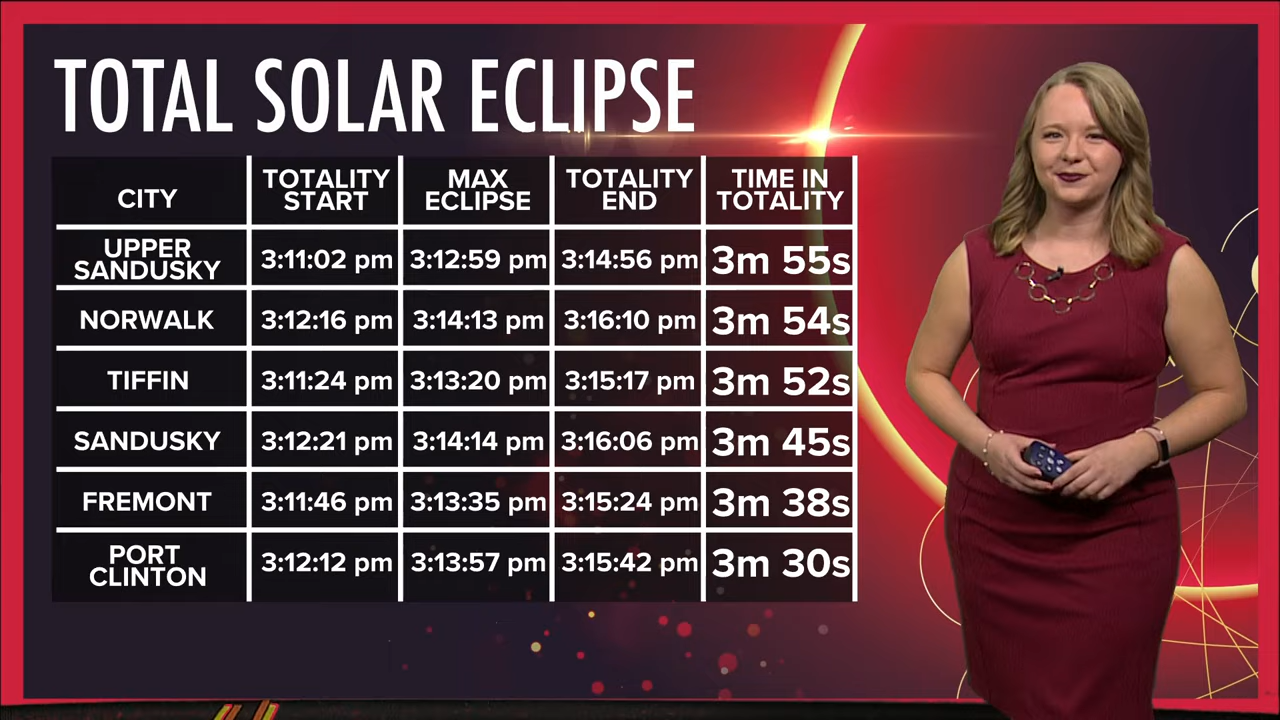 TOTAL SOLAR ECLIPSE
CITY
TOTALITY
START
MAX
ECLIPSE
TOTALITY
END
TIME IN
TOTALITY
UPPER
SANDUSKY
3:11:02 pm
3:12:59 pm
3:14:56 pm
3m 55s
NORWALK
3:12:16 pm
3:14:13 pm
3:16:10 pm
3m 54s
TIFFIN
3:11:24 pm
3:13:20 pm
3:15:17 pm
3m 52s
SANDUSKY
3:12:21 pm
3:14:14 pm
3:16:06 pm
3m 45s
FREMONT
3:11:46 pm
3:13:35 pm
3:15:24 pm
3m 38s
PORT
CLINTON
3:12:12 pm
3:13:57 pm
3:15:42 pm
3m 30s